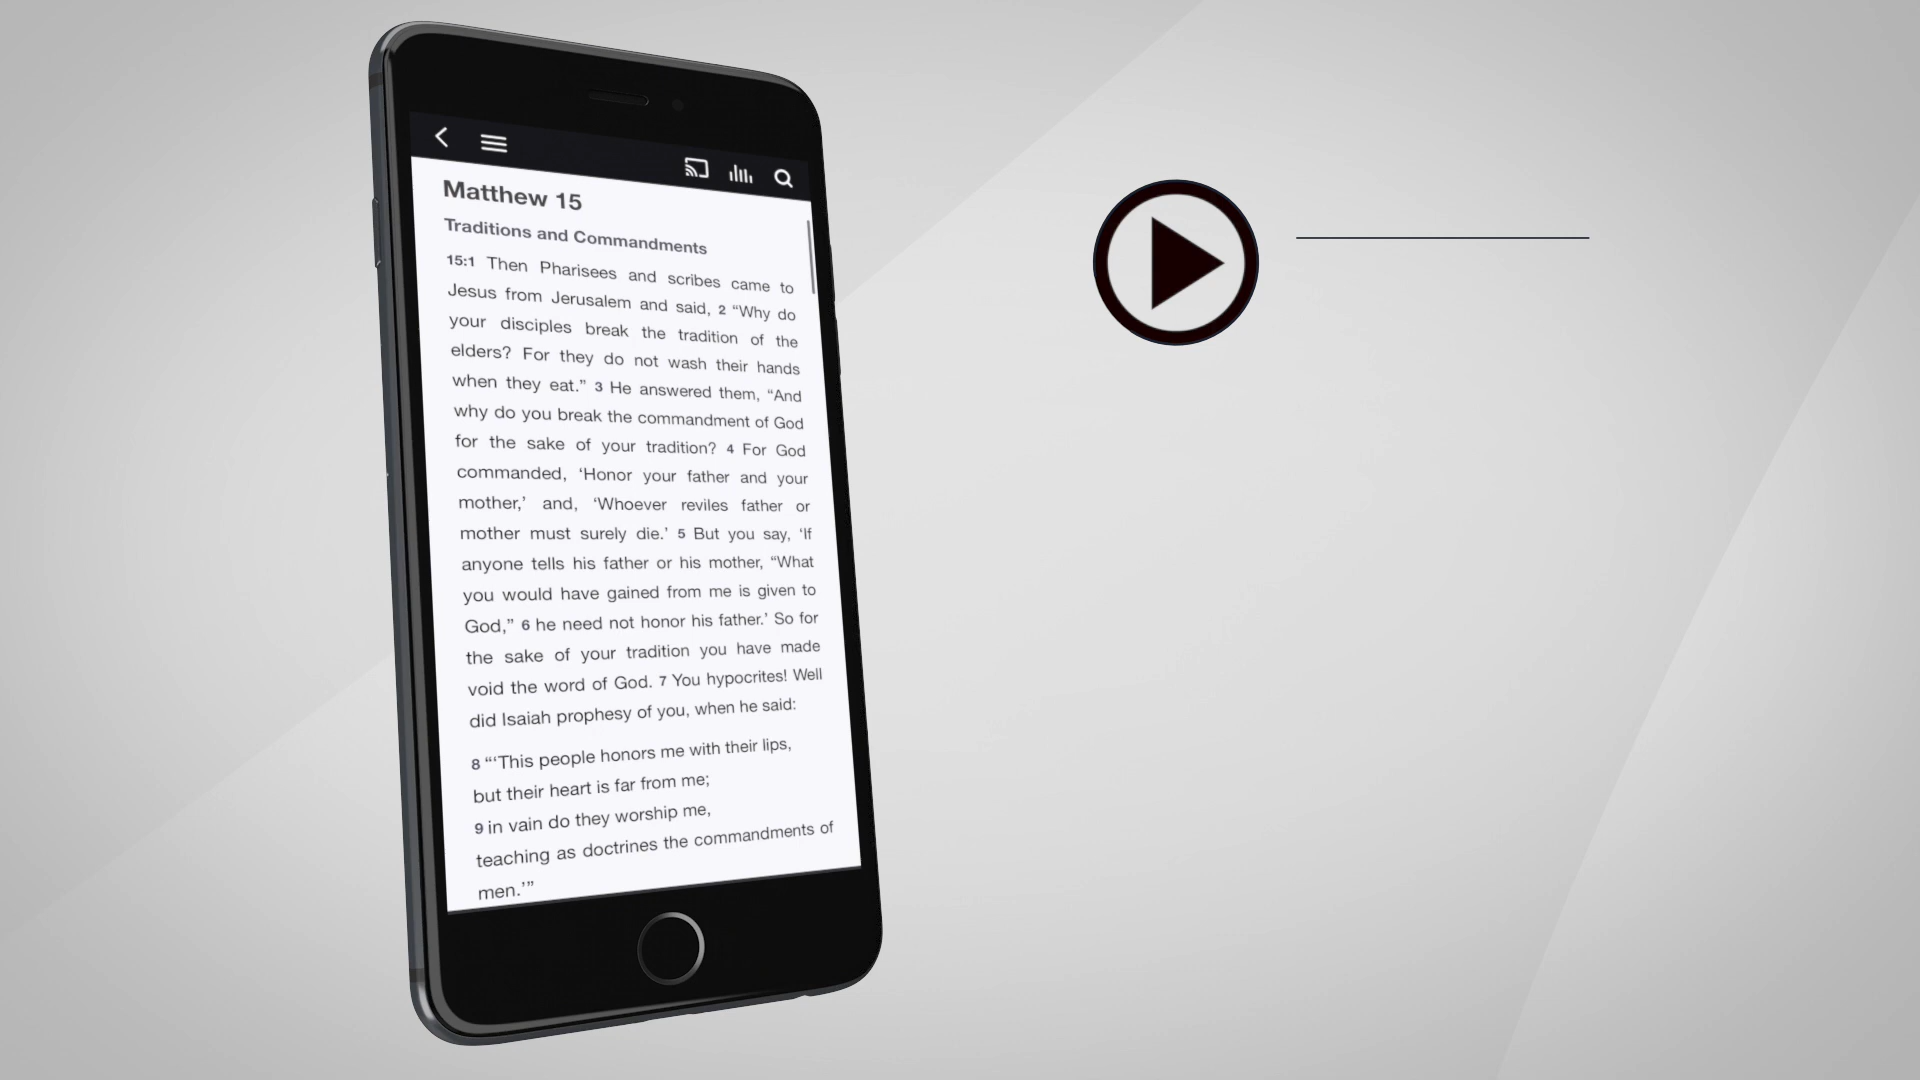 Matthew 15
Traditions and Commandments
15:1 Then Pharisees and scribes came to
Jesus from Jerusalem and said, 2 “Why do
your disciples break the tradition of the
elders? For they do not wash their hands
when they eat.” 3 He answered them, “And
why do you break the commandment of God
for the sake of your tradition? 4 For God
commanded, ‘Honor your father and your
mother,’ and, ‘Whoever reviles father or
mother must surely die.’ 5 But you say, ‘If
anyone tells his father or his mother, “What
you would have gained from me is given to
God,” 6 he need not honor his father.’ So for
the sake of your tradition you have made
void the word of God. 7 You hypocrites! Well
did Isaiah prophesy of you, when he said:
8 “‘This people honors me with their lips,
but their heart is far from me;
9 in vain do they worship me,
teaching as doctrines the commandments of
men.’”